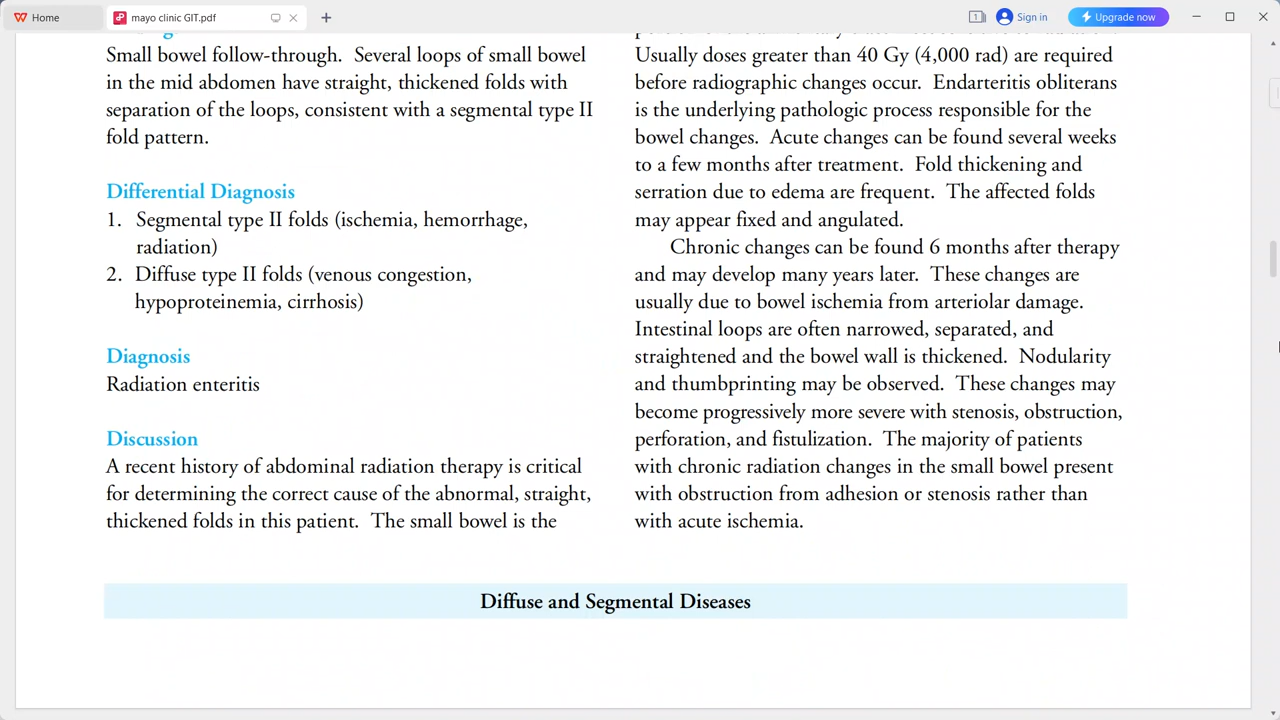 Home
mayo clinic GIT.pdf
1
Sign in
Upgrade now
Small bowel follow-through. Several loops of small bowel
in the mid abdomen have straight, thickened folds with
separation of the loops, consistent with a segmental type II
fold pattern.
Differential Diagnosis
1. Segmental type II folds (ischemia, hemorrhage,
radiation)
2. Diffuse type II folds (venous congestion,
hypoproteinemia, cirrhosis)
Diagnosis
Radiation enteritis
Discussion
A recent history of abdominal radiation therapy is critical
for determining the correct cause of the abnormal, straight,
thickened folds in this patient. The small bowel is the
Usually doses greater than 40 Gy (4,000 rad) are required
before radiographic changes occur. Endarteritis obliterans
is the underlying pathologic process responsible for the
bowel changes. Acute changes can be found several weeks
to a few months after treatment. Fold thickening and
serration due to edema are frequent. The affected folds
may appear fixed and angulated.
Chronic changes can be found 6 months after therapy
and may develop many years later. These changes are
usually due to bowel ischemia from arteriolar damage.
Intestinal loops are often narrowed, separated, and
straightened and the bowel wall is thickened. Nodularity
and thumbprinting may be observed. These changes may
become progressively more severe with stenosis, obstruction,
perforation, and fistulization. The majority of patients
with chronic radiation changes in the small bowel present
with obstruction from adhesion or stenosis rather than
with acute ischemia.
Diffuse and Segmental Diseases